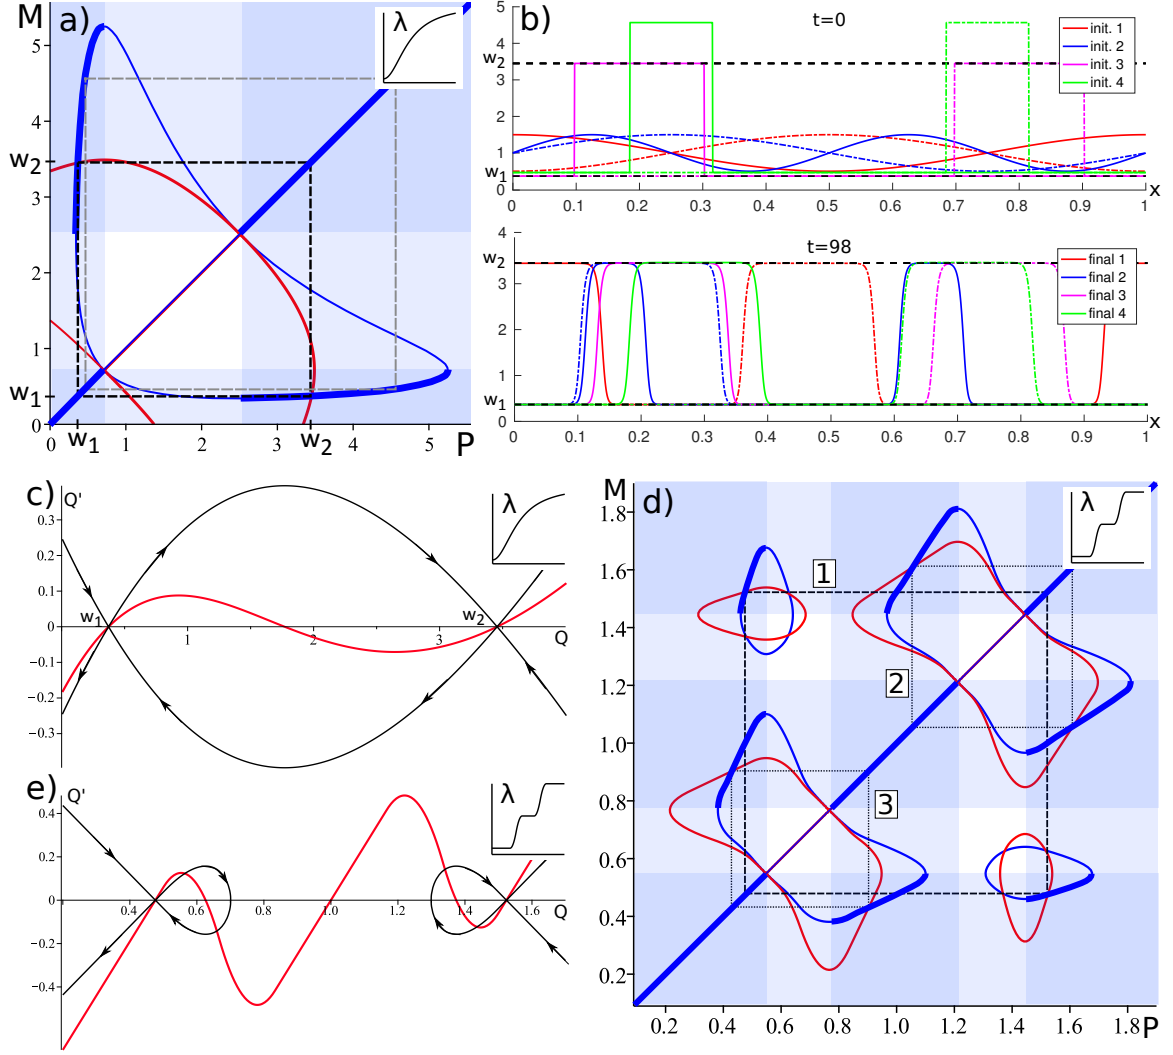 M a)
λ
5
4
w2
3
2
1
w1
0
0 1 2 3 4 5 P
w1 w2
b) t=0
5
4
w2
3
2
1
w1
0
0 0.1 0.2 0.3 0.4 0.5 0.6 0.7 0.8 0.9 1 x
init. 1
init. 2
init. 3
init. 4
t=98
4
w2
3
2
1
w1
0
0 0.1 0.2 0.3 0.4 0.5 0.6 0.7 0.8 0.9 1 x
final 1
final 2
final 3
final 4
c) Q'
λ
0.3
0.2
0.1
0
−0.1
−0.2
−0.3
w1 1 2 3 w2 Q
M d)
λ
1.8
1.6
1.4
1.2
1.0
0.8
0.6
0.4
0.2
1
2
3
0.2 0.4 0.6 0.8 1.0 1.2 1.4 1.6 1.8 P
e) Q'
λ
0.4
0.2
0
−0.2
−0.4
0.4 0.6 0.8 1.0 1.2 1.4 1.6 Q